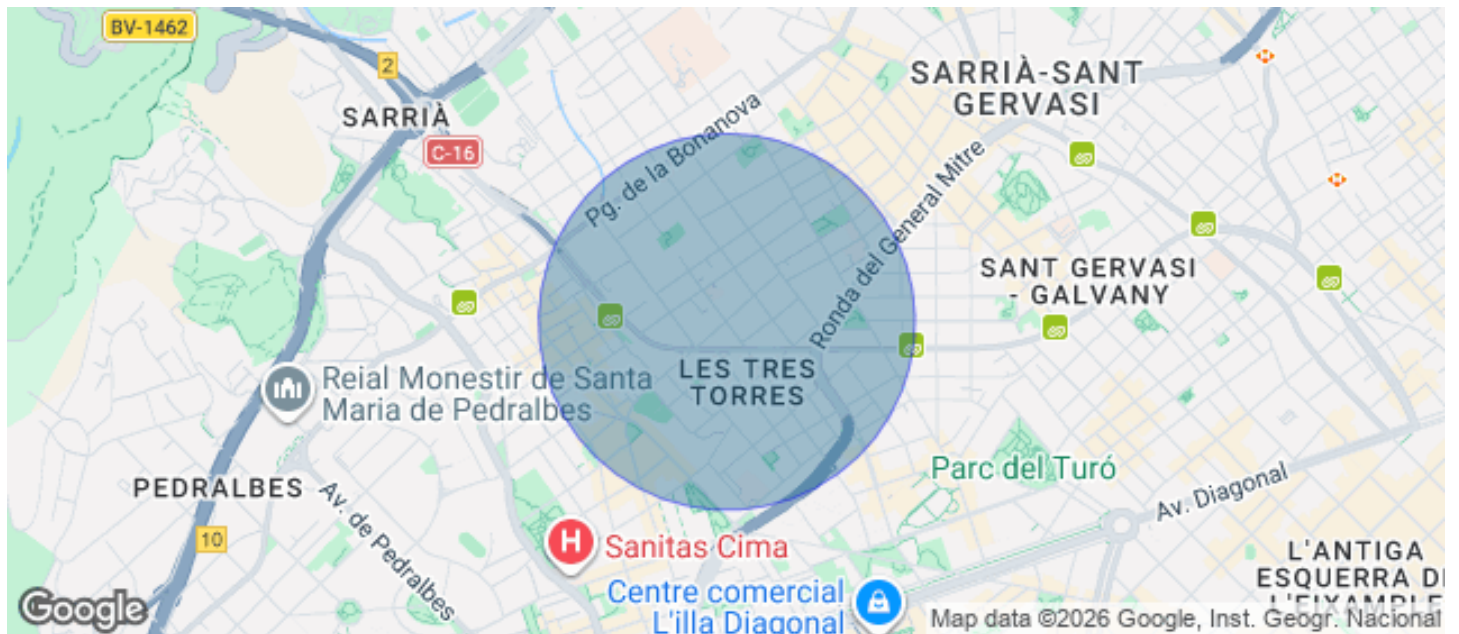 BV-1462
2
SARRIÀ
C-16
Pg. de la Bonanova
SARRIÀ-SANT
GERVASI
Ronda del General Mitre
SANT GERVASI
- GALVANY
LES TRES
TORRES
Reial Monestir de Santa
Maria de Pedralbes
PEDRALBES
Av. de Pedralbes
10
H
Sanitas Cima
Parc del Turó
Av. Diagonal
Centre comercial
L'illa Diagonal
L'ANTIGA
ESQUERRA DE
L'EIXAMPLE
Google
Map data ©2026 Google, Inst. Geogr. Nacional